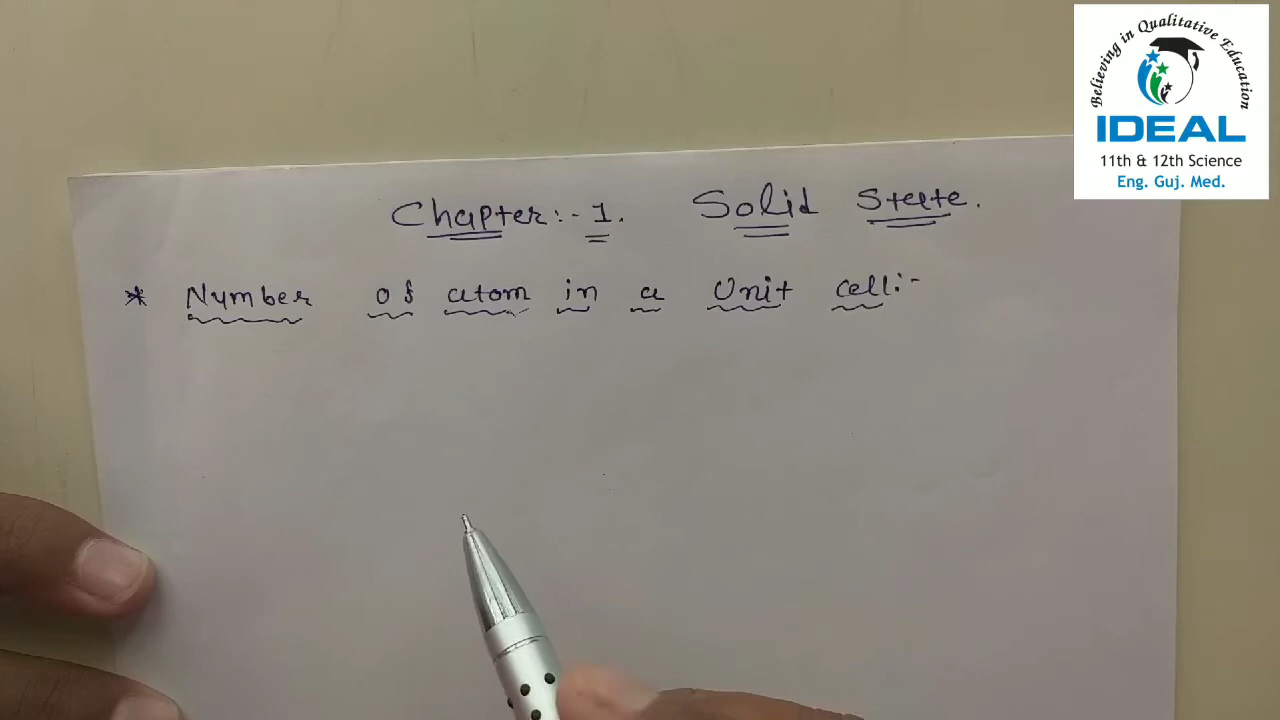 Believing in Qualitative Education
IDEAL
11th & 12th Science
Eng. Guj. Med.
Chapter :- 1. Solid State.
* Number of atom in a Unit cell :-